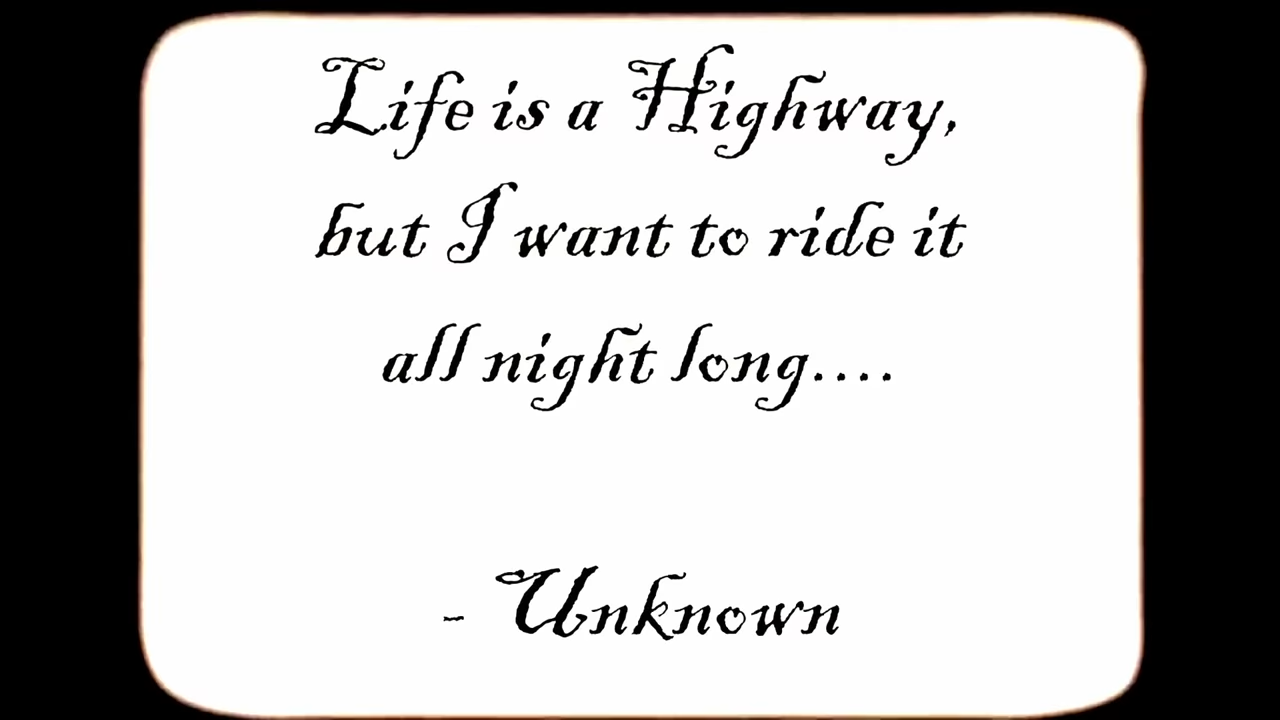 Life is a Highway,
but I want to ride it
all night long....
- Unknown